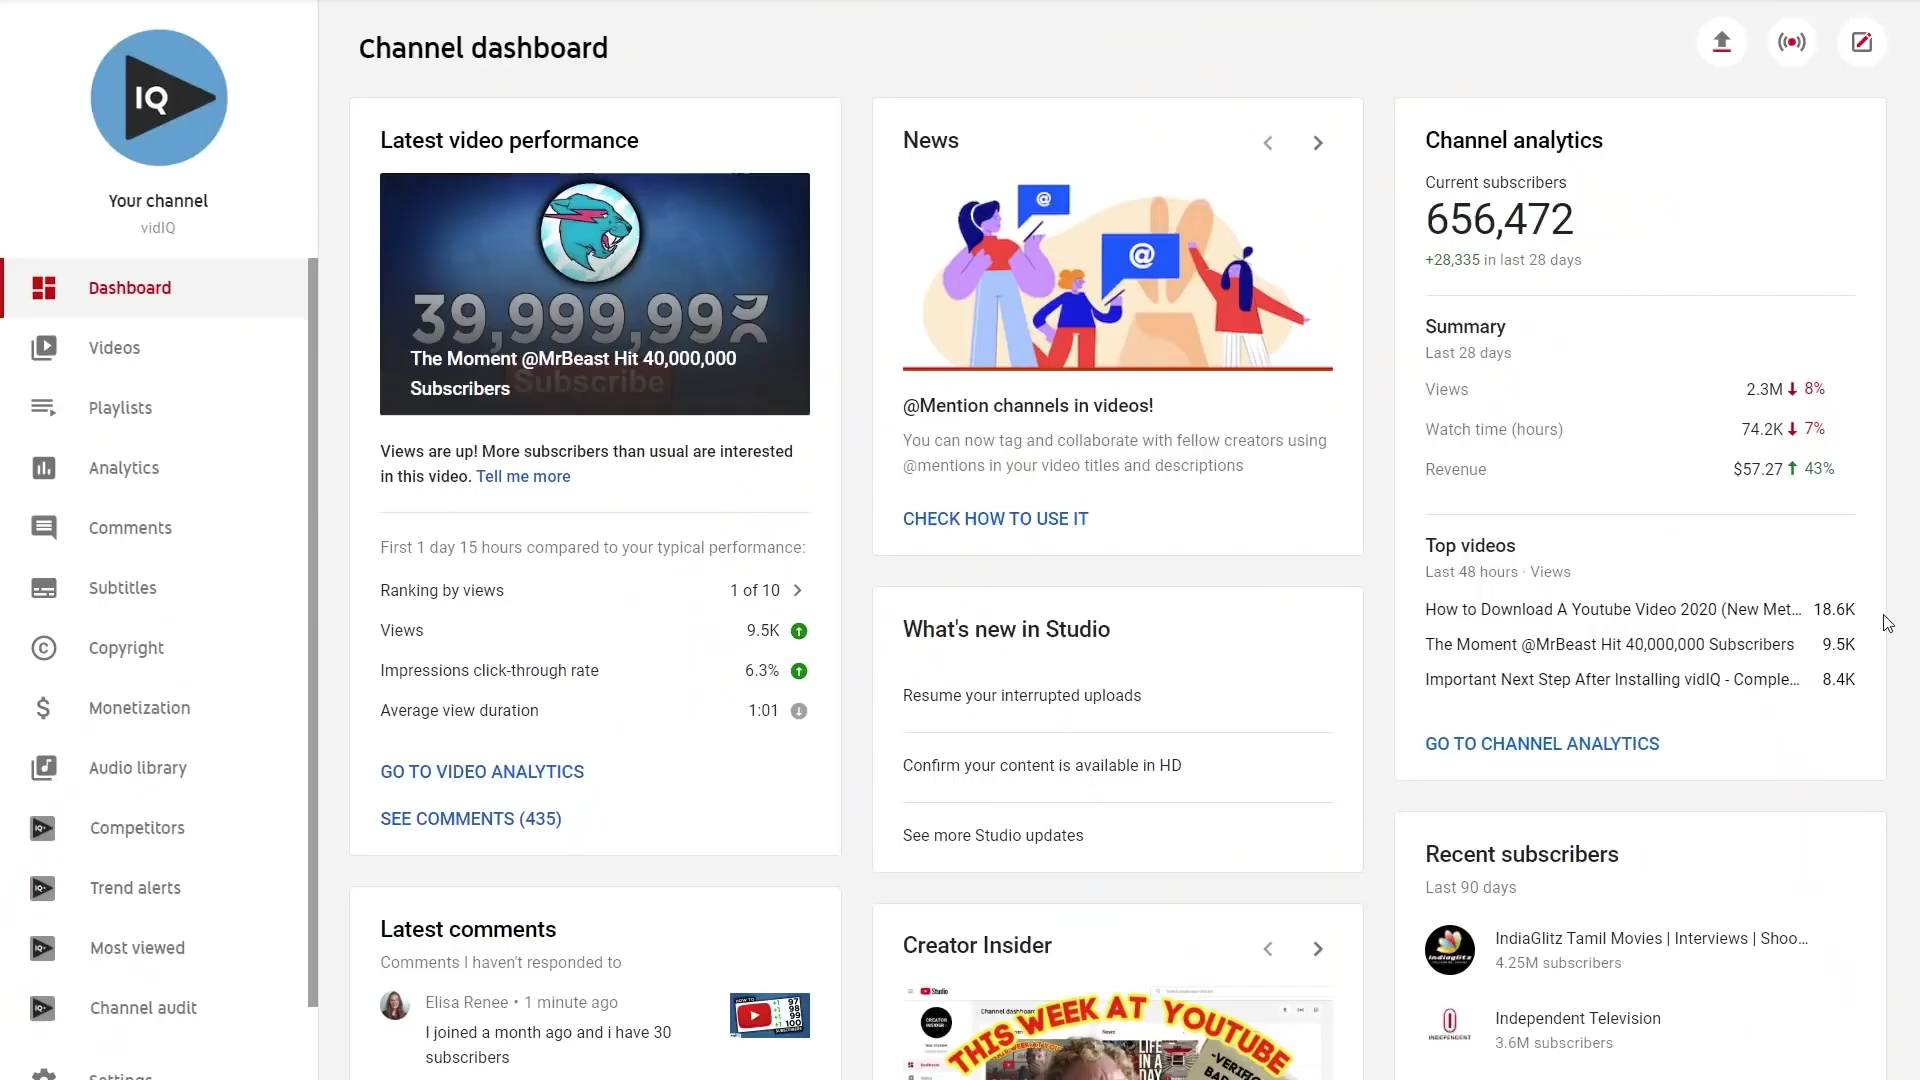 IQ
Your channel
vidIQ
Dashboard
Videos
Playlists
Analytics
Comments
Subtitles
Copyright
Monetization
Audio library
Competitors
Trend alerts
Most viewed
Channel audit
Settings
Channel dashboard
Latest video performance
The Moment @MrBeast Hit 40,000,000
Subscribers
Subscribe
Views are up! More subscribers than usual are interested
in this video. Tell me more
First 1 day 15 hours compared to your typical performance:
Ranking by views 1 of 10
Views 9.5K
Impressions click-through rate 6.3%
Average view duration 1:01
GO TO VIDEO ANALYTICS
SEE COMMENTS (435)
Latest comments
Comments I haven't responded to
Elisa Renee • 1 minute ago
I joined a month ago and i have 30
subscribers
News
@Mention channels in videos!
You can now tag and collaborate with fellow creators using
@mentions in your video titles and descriptions
CHECK HOW TO USE IT
What's new in Studio
Resume your interrupted uploads
Confirm your content is available in HD
See more Studio updates
Creator Insider
Studio
Channel dashboard
THIS WEEK AT YOUTUBE
LIFE
IN A
DAY
Channel analytics
Current subscribers
656,472
+28,335 in last 28 days
Summary
Last 28 days
Views 2.3M 8%
Watch time (hours) 74.2K 7%
Revenue $57.27 43%
Top videos
Last 48 hours · Views
How to Download A Youtube Video 2020 (New Met... 18.6K
The Moment @MrBeast Hit 40,000,000 Subscribers 9.5K
Important Next Step After Installing vidIQ - Comple... 8.4K
GO TO CHANNEL ANALYTICS
Recent subscribers
Last 90 days
IndiaGlitz Tamil Movies | Interviews | Shoo...
4.25M subscribers
Independent Television
3.6M subscribers
INDEPENDENT